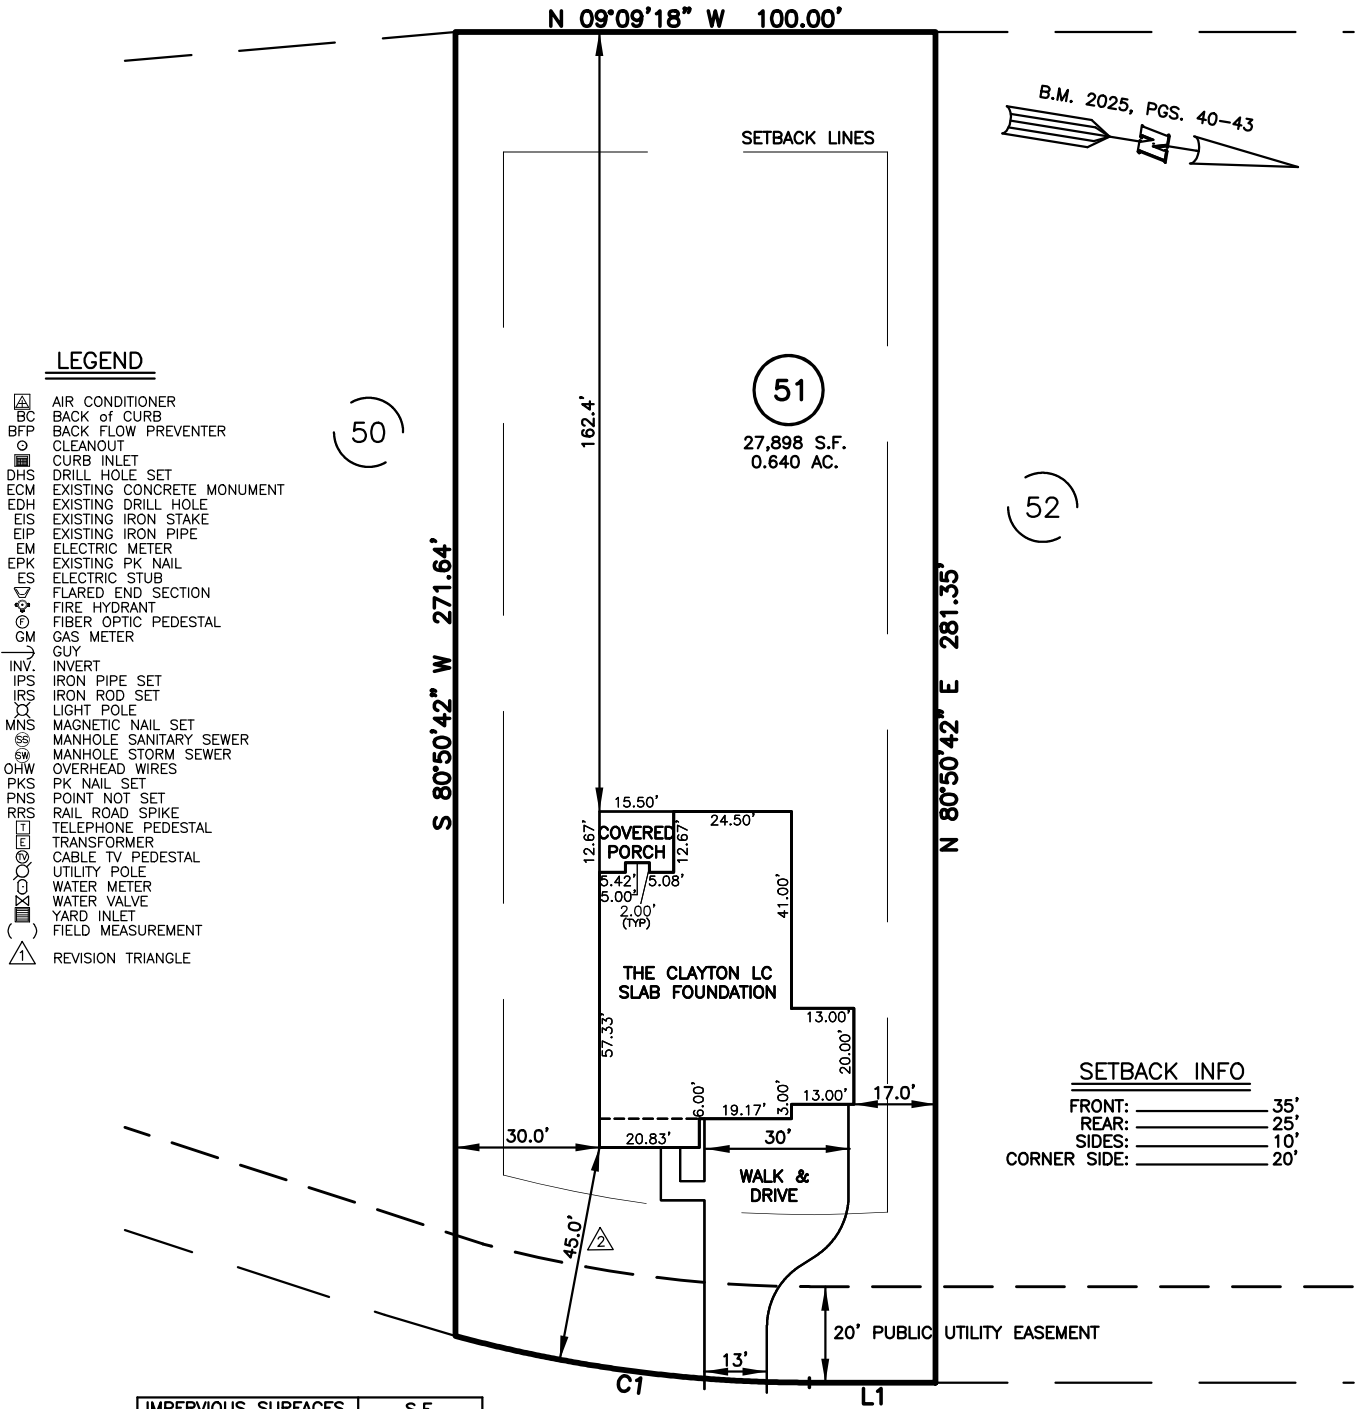 N 09°09'18" W 100.00'
B.M. 2025, PGS. 40-43
N
SETBACK LINES
162.4'
51
27,898 S.F.
0.640 AC.
50
52
LEGEND
AIR CONDITIONER
BC BACK of CURB
BFP BACK FLOW PREVENTER
CLEANOUT
CURB INLET
DHS DRILL HOLE SET
ECM EXISTING CONCRETE MONUMENT
EDH EXISTING DRILL HOLE
EIS EXISTING IRON STAKE
EIP EXISTING IRON PIPE
EM ELECTRIC METER
EPK EXISTING PK NAIL
ES ELECTRIC STUB
FLARED END SECTION
FIRE HYDRANT
F FIBER OPTIC PEDESTAL
GM GAS METER
GUY
INV. INVERT
IPS IRON PIPE SET
IRS IRON ROD SET
LIGHT POLE
MNS MAGNETIC NAIL SET
SS MANHOLE SANITARY SEWER
SW MANHOLE STORM SEWER
OHW OVERHEAD WIRES
PKS PK NAIL SET
PNS POINT NOT SET
RRS RAIL ROAD SPIKE
T TELEPHONE PEDESTAL
E TRANSFORMER
TV CABLE TV PEDESTAL
UTILITY POLE
WATER METER
WATER VALVE
YARD INLET
( ) FIELD MEASUREMENT
1 REVISION TRIANGLE
S 80°50'42" W 271.64'
N 80°50'42" E 281.35'
15.50'
24.50'
12.67'
COVERED
PORCH
12.67'
5.42' 5.08'
5.00'
2.00'
(TYP)
41.00'
THE CLAYTON LC
SLAB FOUNDATION
57.33'
13.00'
20.00'
13.00'
3.00'
19.17'
6.00'
17.0'
30.0'
20.83'
30'
WALK &
DRIVE
45.0'
2
SETBACK INFO
FRONT: 35'
REAR: 25'
SIDES: 10'
CORNER SIDE: 20'
20' PUBLIC UTILITY EASEMENT
13'
C1
L1
IMPERVIOUS SURFACES S.F.